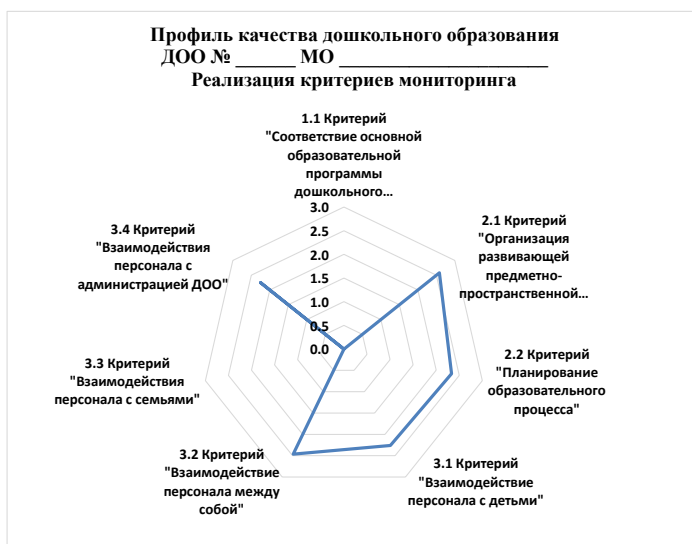 Профиль качества дошкольного образования
ДОО № ______ МО _____________________
Реализация критериев мониторинга
1.1 Критерий
"Соответствие основной
образовательной
программы
дошкольного…
3.0
2.5
2.0
1.5
1.0
0.5
0.0
2.1 Критерий
"Организация
развивающей
предметно-
пространственной…
2.2 Критерий
"Планирование
образовательного
процесса"
3.1 Критерий
"Взаимодействие
персонала с детьми"
3.2 Критерий
"Взаимодействие
персонала между
собой"
3.3 Критерий
"Взаимодействия
персонала с семьями"
3.4 Критерий
"Взаимодействия
персонала с
администрацией ДОО"